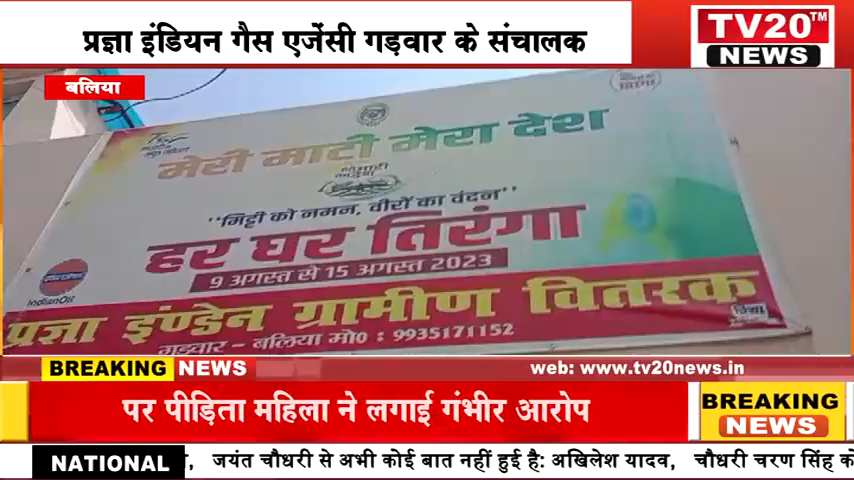 प्रज्ञा इंडियन गैस एजेंसी गड़वार के संचालक
TV20™
NEWS
बलिया
मेरी माटी मेरा देश
"मिट्टी को नमन, वीरों का वंदन"
हर घर तिरंगा
9 अगस्त से 15 अगस्त 2023
IndianOil
प्रज्ञा इण्डेन ग्रामीण वितरक
गड़वार - बलिया मो० : 9935171152
BREAKING NEWS
web: www.tv20news.in
पर पीड़िता महिला ने लगाई गंभीर आरोप
BREAKING
NEWS
NATIONAL
, जयंत चौधरी से अभी कोई बात नहीं हुई है: अखिलेश यादव, चौधरी चरण सिंह को